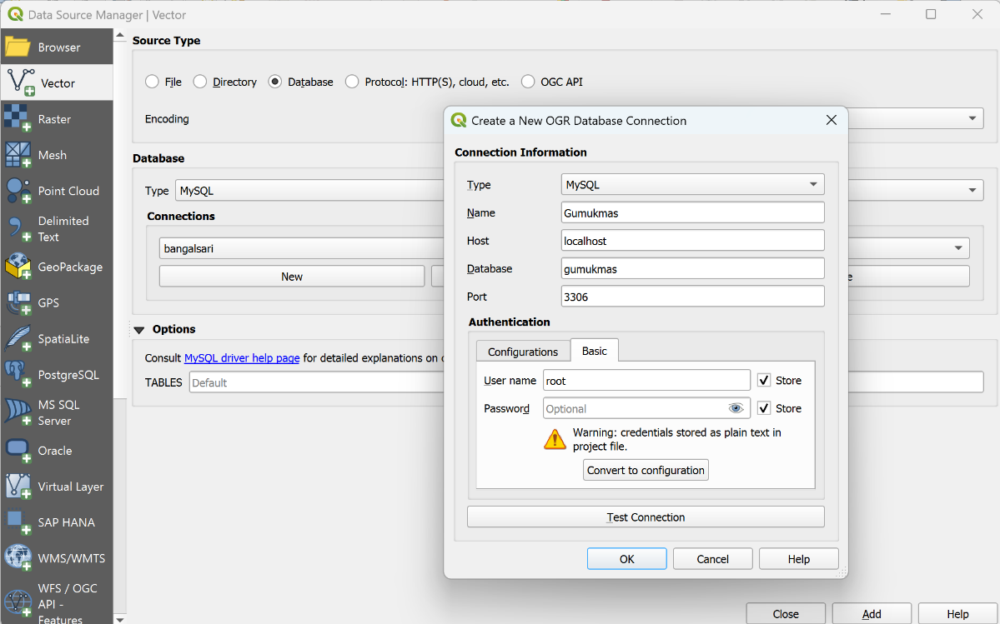 Data Source Manager | Vector
Browser
Vector
Raster
Mesh
Point Cloud
Delimited
Text
GeoPackage
GPS
SpatiaLite
PostgreSQL
MS SQL
Server
Oracle
Virtual Layer
SAP HANA
WMS/WMTS
WFS / OGC
API -
Features
Source Type
File
Directory
Database
Protocol: HTTP(S), cloud, etc.
OGC API
Encoding
Database
Type
MySQL
Connections
bangalsari
New
e
Options
Consult MySQL driver help page for detailed explanations on
TABLES
Default
Close
Add
Help
Create a New OGR Database Connection
Connection Information
Type
MySQL
Name
Gumukmas
Host
localhost
Database
gumukmas
Port
3306
Authentication
Configurations
Basic
User name
root
Store
Password
Optional
Store
Warning: credentials stored as plain text in
project file.
Convert to configuration
Test Connection
OK
Cancel
Help